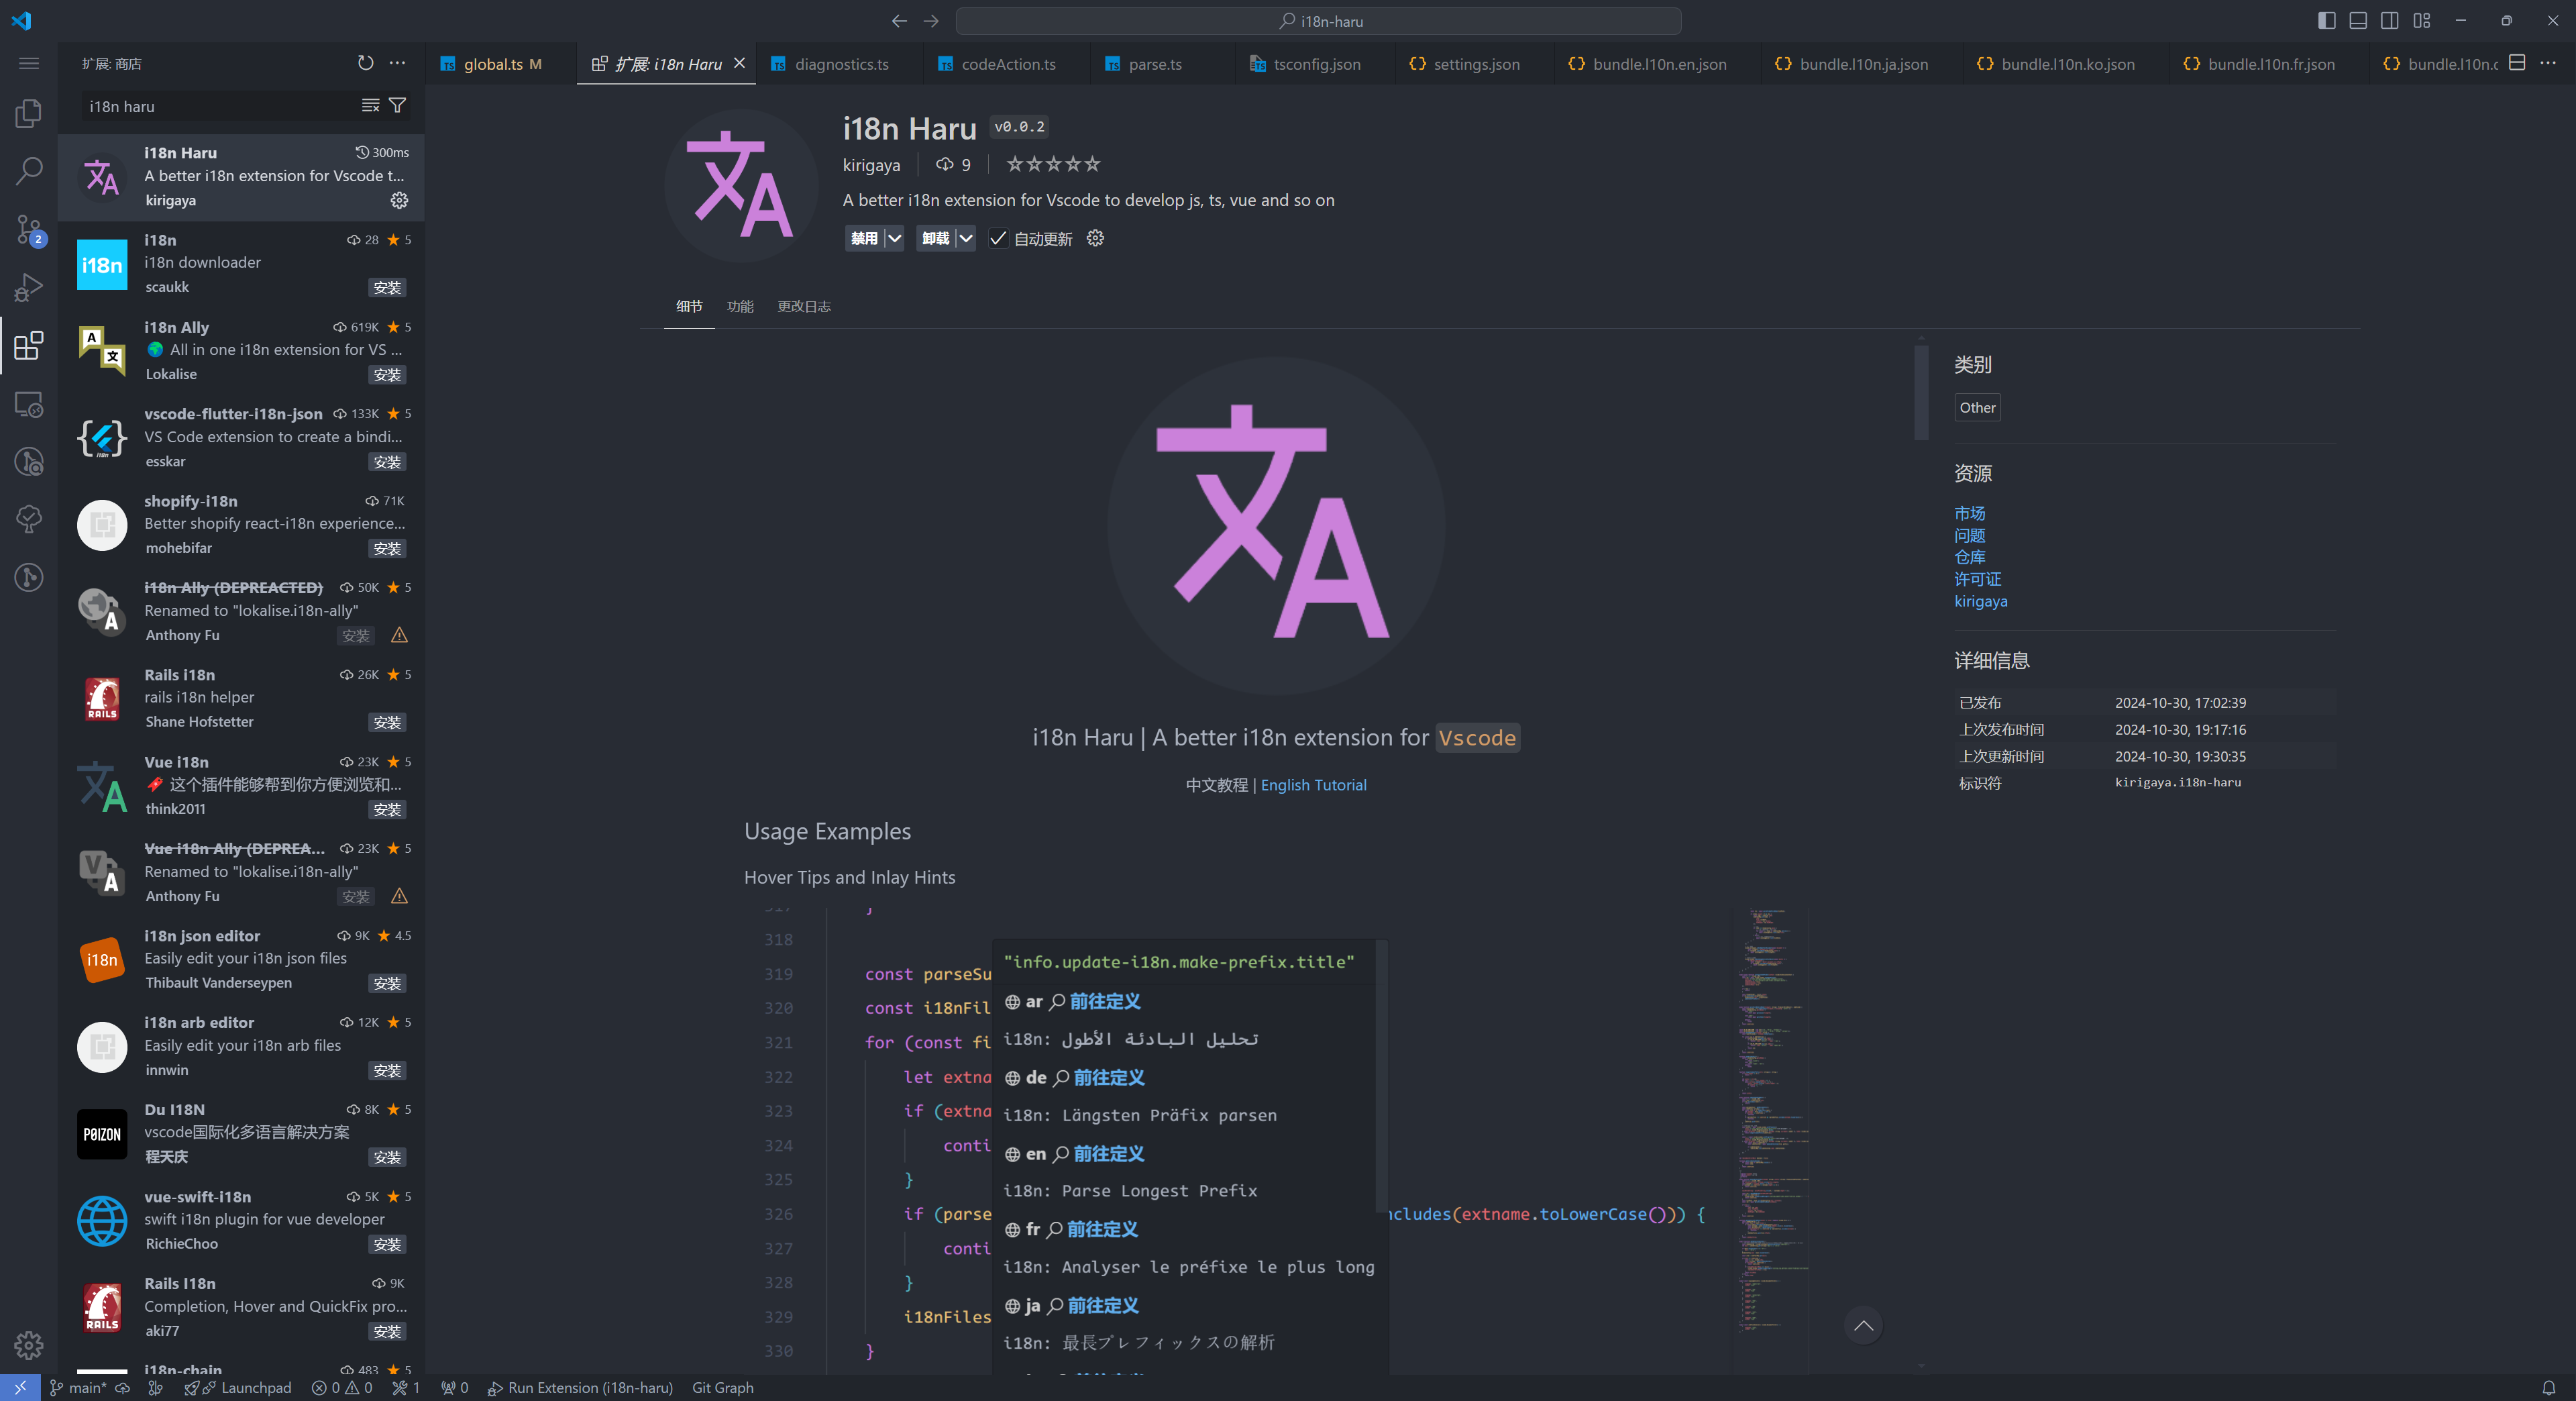 i18n-haru
扩展: 商店
global.ts M
扩展: i18n Haru
diagnostics.ts
codeAction.ts
parse.ts
tsconfig.json
settings.json
bundle.l10n.en.json
bundle.l10n.ja.json
bundle.l10n.ko.json
bundle.l10n.fr.json
bundle.l10n.c
i18n haru
i18n Haru 300ms
A better i18n extension for Vscode t...
kirigaya
2
i18n 28 5
i18n downloader
scaukk 安装
i18n Ally 619K 5
All in one i18n extension for VS ...
Lokalise 安装
vscode-flutter-i18n-json 133K 5
VS Code extension to create a bindi...
esskar 安装
shopify-i18n 71K
Better shopify react-i18n experience...
mohebifar 安装
i18n Ally (DEPREACTED) 50K 5
Renamed to "lokalise.i18n-ally"
Anthony Fu 安装
Rails i18n 26K 5
rails i18n helper
Shane Hofstetter 安装
Vue i18n 23K 5
这个插件能够帮到你方便浏览和...
think2011 安装
Vue i18n Ally (DEPREA... 23K 5
Renamed to "lokalise.i18n-ally"
Anthony Fu 安装
i18n json editor 9K 4.5
Easily edit your i18n json files
Thibault Vanderseypen 安装
i18n arb editor 12K 5
Easily edit your i18n arb files
innwin 安装
Du I18N 8K 5
vscode国际化多语言解决方案
程天庆 安装
vue-swift-i18n 5K 5
swift i18n plugin for vue developer
RichieChoo 安装
Rails I18n 9K
Completion, Hover and QuickFix pro...
aki77 安装
i18n-chain 483 5
i18n
i18n
RAILS
i18n
POIZON
RAILS
i18n Haru v0.0.2
kirigaya 9
A better i18n extension for Vscode to develop js, ts, vue and so on
禁用 卸载 自动更新
细节 功能 更改日志
文A
i18n Haru | A better i18n extension for Vscode
中文教程 | English Tutorial
Usage Examples
Hover Tips and Inlay Hints
317 }
318
319 const parseSu
320 const i18nFil
321 for (const fi
322 let extna
323 if (extna
324 conti
325 }
326 if (parse
ncludes(extname.toLowerCase())) {
327 conti
328 }
329 i18nFiles
330 }
"info.update-i18n.make-prefix.title"
ar 前往定义
i18n: تحليل البادئة الأطول
de 前往定义
i18n: Längsten Präfix parsen
en 前往定义
i18n: Parse Longest Prefix
fr 前往定义
i18n: Analyser le préfixe le plus long
ja 前往定义
i18n: 最長プレフィックスの解析
类别
Other
资源
市场
问题
仓库
许可证
kirigaya
详细信息
已发布 2024-10-30, 17:02:39
上次发布时间 2024-10-30, 19:17:16
上次更新时间 2024-10-30, 19:30:35
标识符 kirigaya.i18n-haru
main* Launchpad 0 0 1 0 Run Extension (i18n-haru) Git Graph